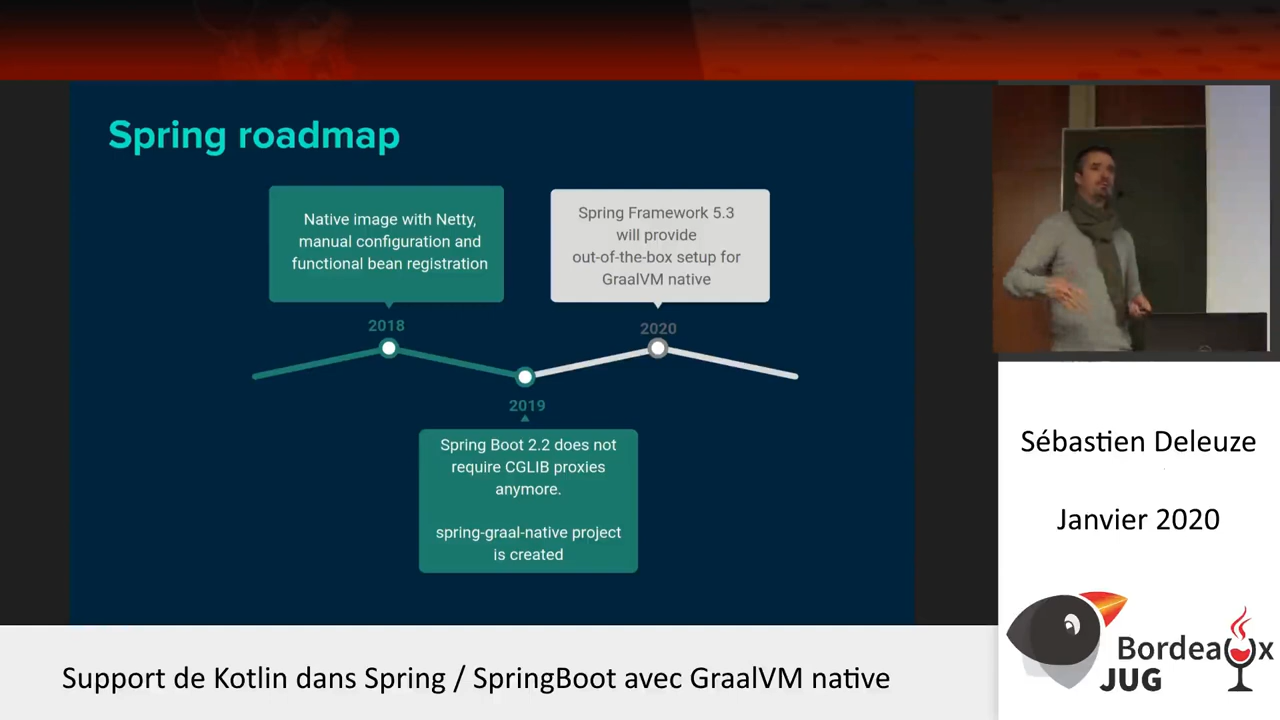 Spring roadmap
Native image with Netty,
manual configuration and
functional bean registration
Spring Framework 5.3
will provide
out-of-the-box setup for
GraalVM native
2018
2020
2019
Spring Boot 2.2 does not
require CGLIB proxies
anymore.
spring-graal-native project
is created
Sébastien Deleuze
Janvier 2020
Bordeaux
JUG
Support de Kotlin dans Spring / SpringBoot avec GraalVM native